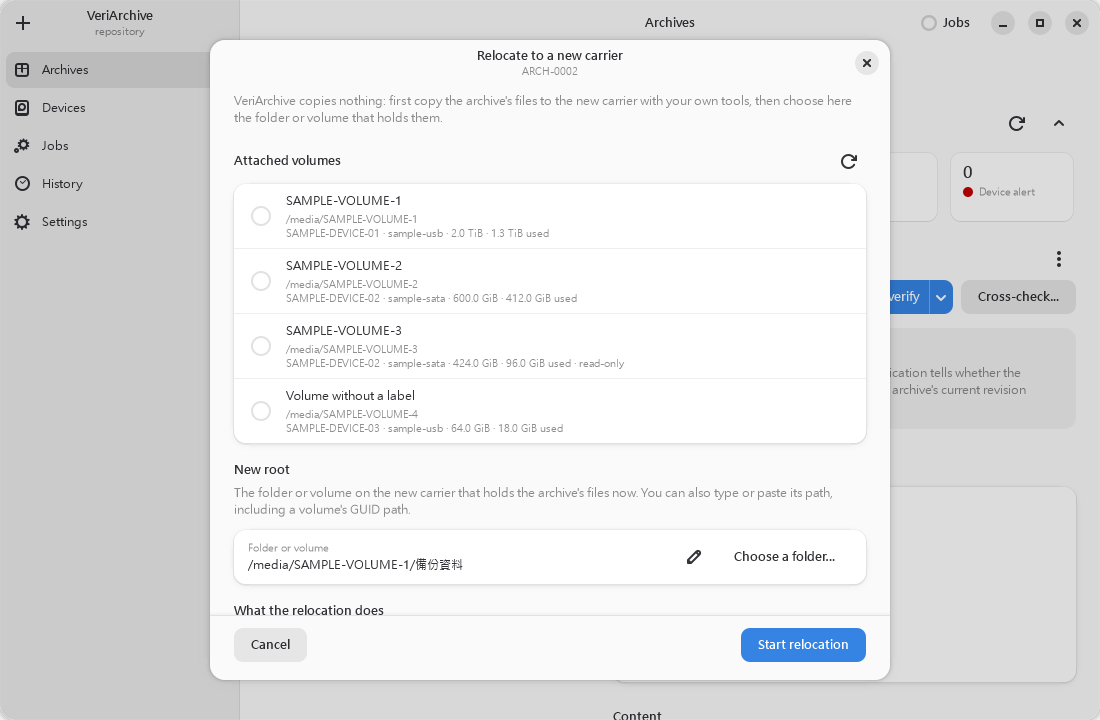 VeriArchive
repository
Archives
Devices
Jobs
History
Settings
Archives
Jobs
0
Device alert
verify
Cross-check...
ication tells whether the
archive's current revision
Content
Relocate to a new carrier
ARCH-0002
VeriArchive copies nothing: first copy the archive's files to the new carrier with your own tools, then choose here
the folder or volume that holds them.
Attached volumes
SAMPLE-VOLUME-1
/media/SAMPLE-VOLUME-1
SAMPLE-DEVICE-01 · sample-usb · 2.0 TiB · 1.3 TiB used
SAMPLE-VOLUME-2
/media/SAMPLE-VOLUME-2
SAMPLE-DEVICE-02 · sample-sata · 600.0 GiB · 412.0 GiB used
SAMPLE-VOLUME-3
/media/SAMPLE-VOLUME-3
SAMPLE-DEVICE-02 · sample-sata · 424.0 GiB · 96.0 GiB used · read-only
Volume without a label
/media/SAMPLE-VOLUME-4
SAMPLE-DEVICE-03 · sample-usb · 64.0 GiB · 18.0 GiB used
New root
The folder or volume on the new carrier that holds the archive's files now. You can also type or paste its path,
including a volume's GUID path.
Folder or volume
/media/SAMPLE-VOLUME-1/備份資料
Choose a folder...
What the relocation does
Cancel
Start relocation